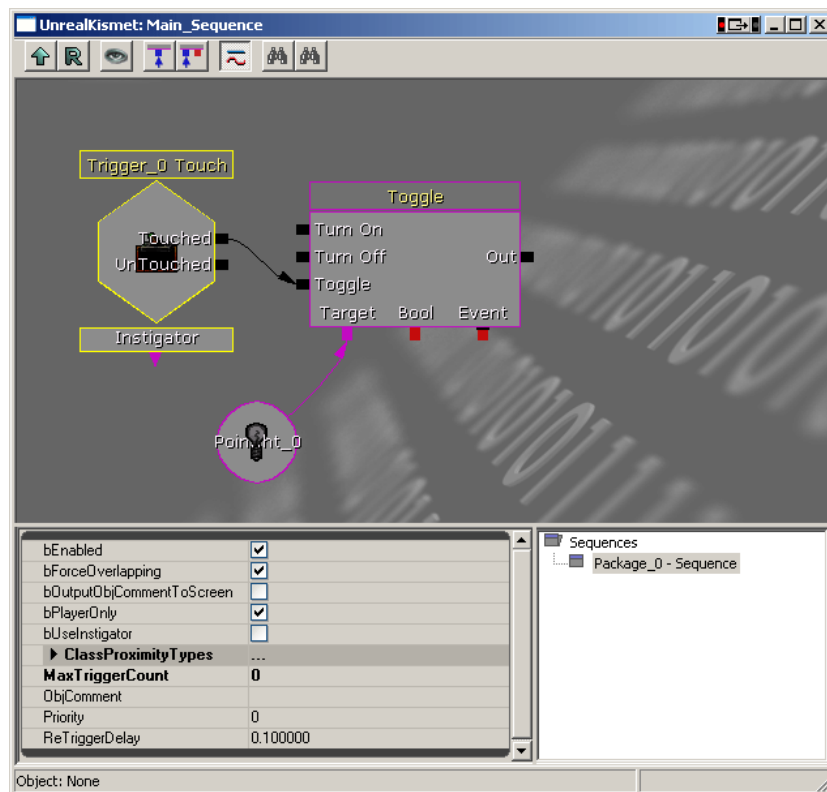 UnrealKismet: Main_Sequence
R
Trigger_0 Touch
Touched
UnTouched
Instigator
Toggle
Turn On
Turn Off
Toggle
Out
Target Bool Event
bEnabled
bForceOverlapping
bOutputObjCommentToScreen
bPlayerOnly
bUseInstigator
ClassProximityTypes ...
MaxTriggerCount 0
ObjComment
Priority 0
ReTriggerDelay 0.100000
Sequences
Package_0 - Sequence
Object: None